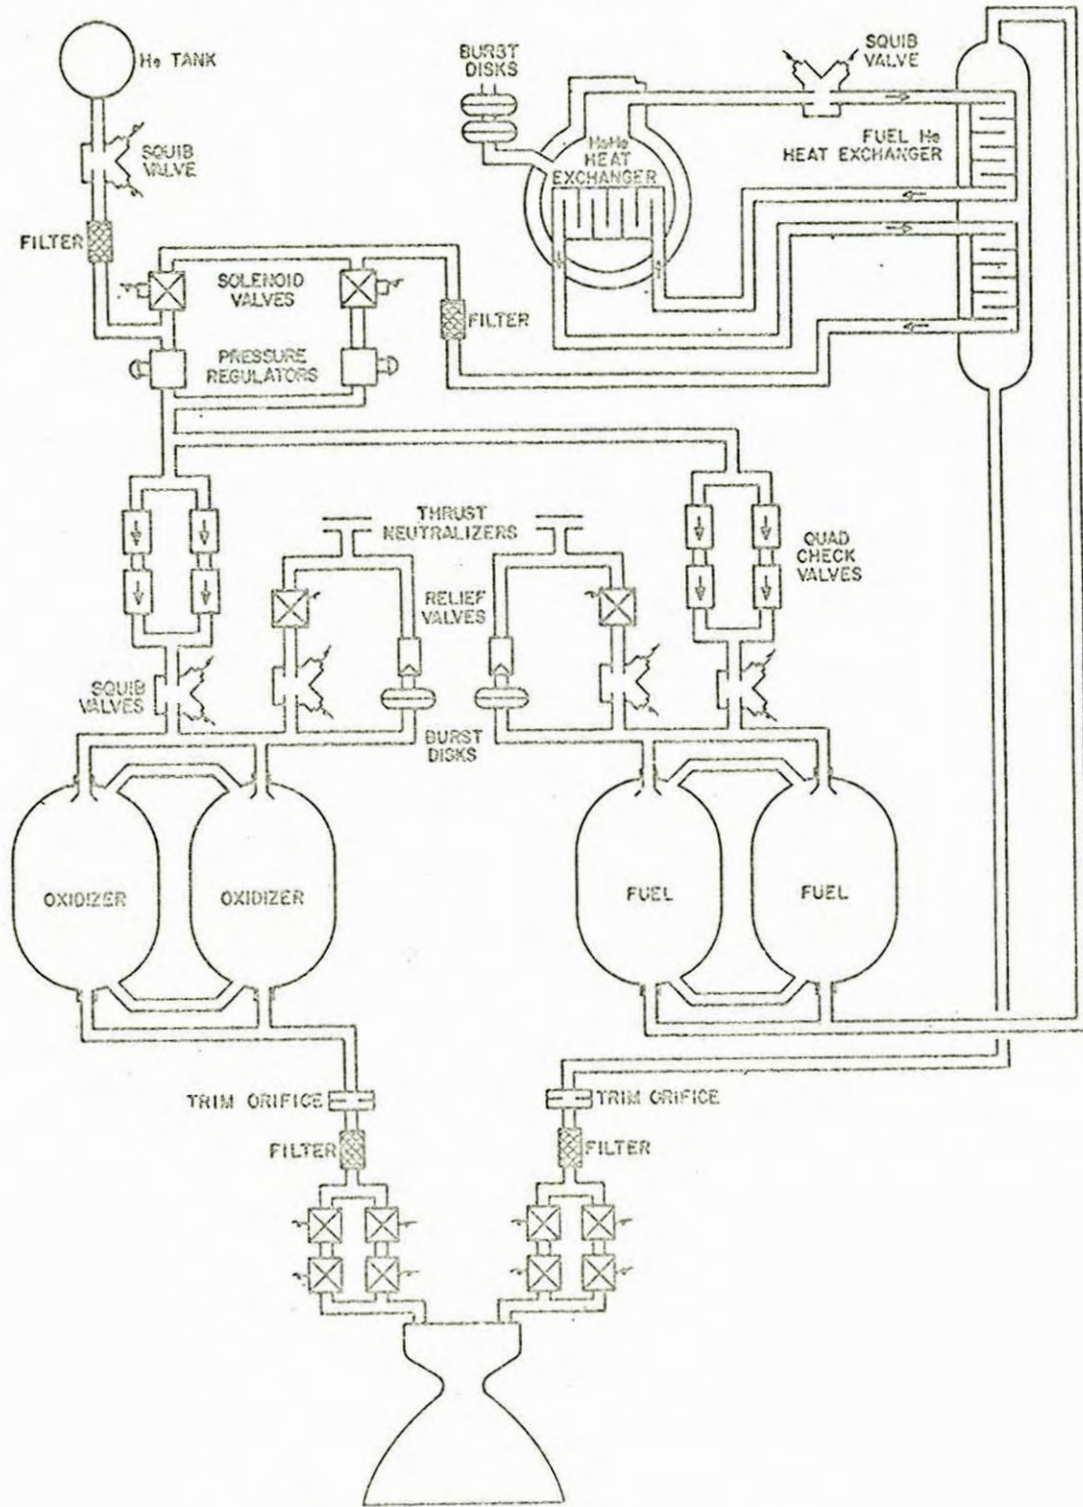 He TANK
BURST
DISKS
SQUIB
VALVE
SQUIB
VALVE
HeHe
HEAT
EXCHANGER
FUEL He
HEAT EXCHANGER
FILTER
SOLENOID
VALVES
FILTER
PRESSURE
REGULATORS
THRUST
NEUTRALIZERS
QUAD
CHECK
VALVES
RELIEF
VALVES
SQUIB
VALVES
BURST
DISKS
OXIDIZER
OXIDIZER
FUEL
FUEL
TRIM ORIFICE
TRIM ORIFICE
FILTER
FILTER